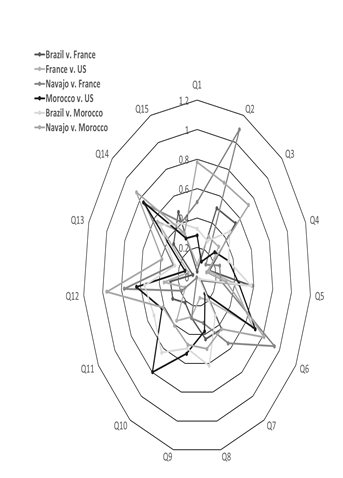 Brazil v. France
France v. US
Navajo v. France
Morocco v. US
Brazil v. Morocco
Navajo v. Morocco
Q1
Q2
Q3
Q4
Q5
Q6
Q7
Q8
Q9
Q10
Q11
Q12
Q13
Q14
Q15
1.2
1
0.8
0.6
0.4
0.2
0